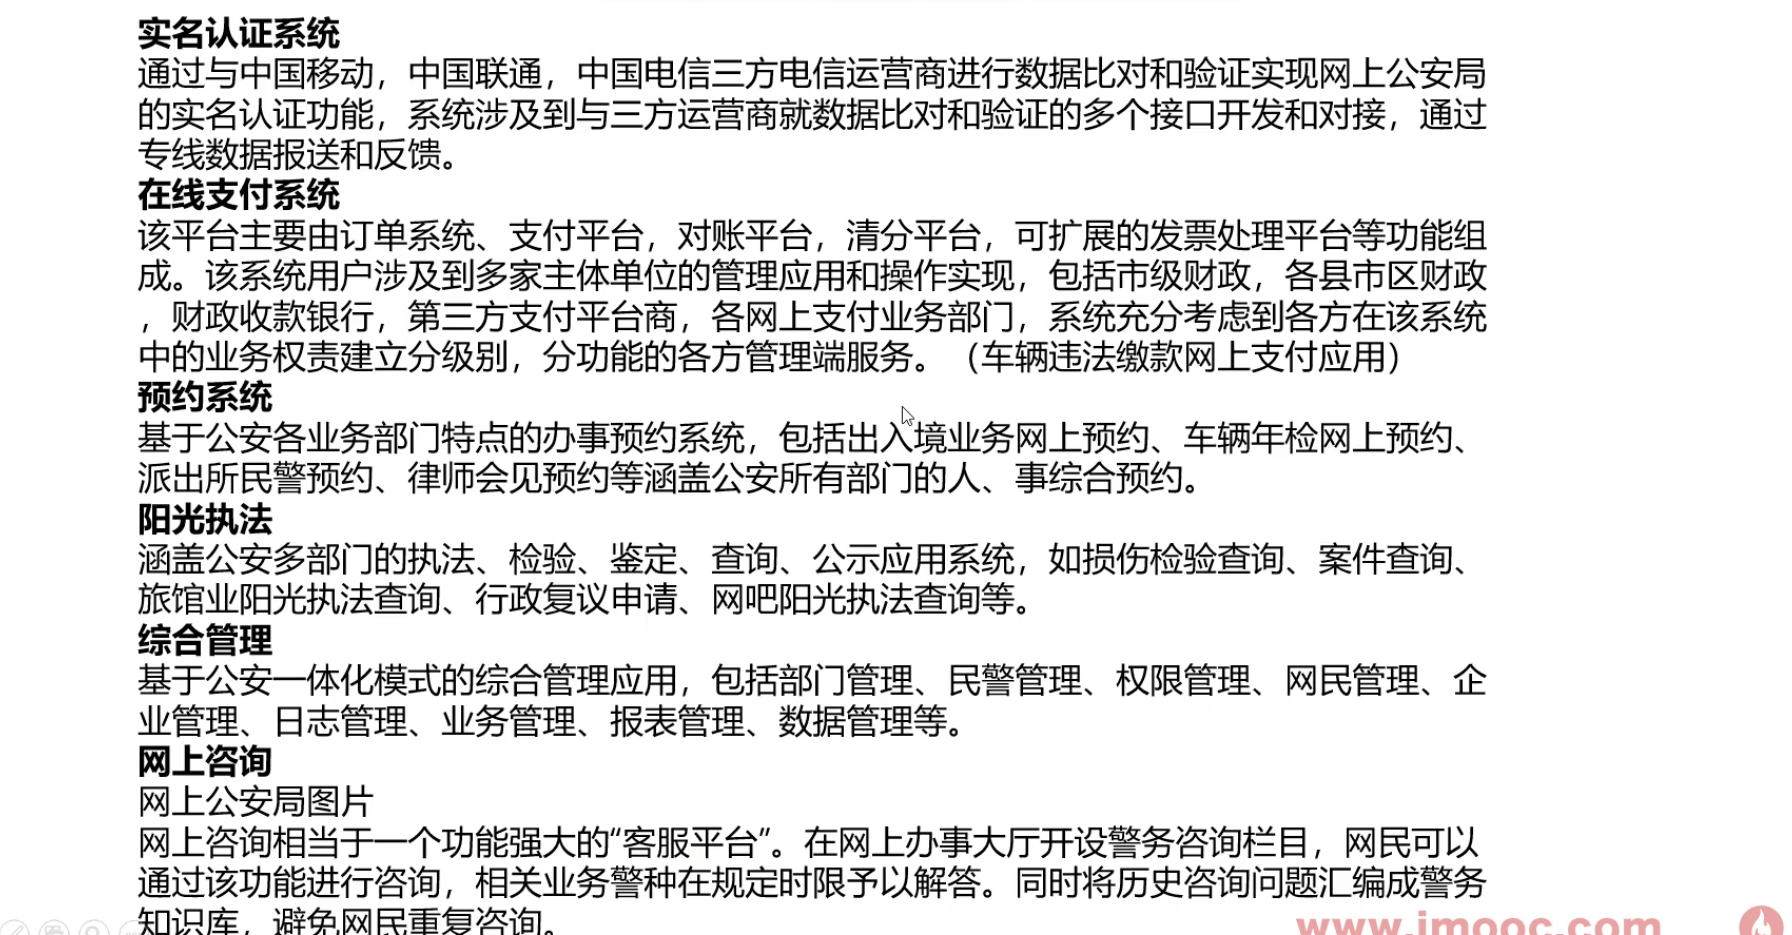 实名认证系统
通过与中国移动，中国联通，中国电信三方电信运营商进行数据比对和验证实现网上公安局
的实名认证功能，系统涉及到与三方运营商就数据比对和验证的多个接口开发和对接，通过
专线数据报送和反馈。
在线支付系统
该平台主要由订单系统、支付平台，对账平台，清分平台，可扩展的发票处理平台等功能组
成。该系统用户涉及到多家主体单位的管理应用和操作实现，包括市级财政，各县市区财政
，财政收款银行，第三方支付平台商，各网上支付业务部门，系统充分考虑到各方在该系统
中的业务权责建立分级别，分功能的各方管理端服务。（车辆违法缴款网上支付应用）
预约系统
基于公安各业务部门特点的办事预约系统，包括出入境业务网上预约、车辆年检网上预约、
派出所民警预约、律师会见预约等涵盖公安所有部门的人、事综合预约。
阳光执法
涵盖公安多部门的执法、检验、鉴定、查询、公示应用系统，如损伤检验查询、案件查询、
旅馆业阳光执法查询、行政复议申请、网吧阳光执法查询等。
综合管理
基于公安一体化模式的综合管理应用，包括部门管理、民警管理、权限管理、网民管理、企
业管理、日志管理、业务管理、报表管理、数据管理等。
网上咨询
网上公安局图片
网上咨询相当于一个功能强大的“客服平台”。在网上办事大厅开设警务咨询栏目，网民可以
通过该功能进行咨询，相关业务警种在规定时限予以解答。同时将历史咨询问题汇编成警务
知识库，避免网民重复咨询。
www.imooc.com